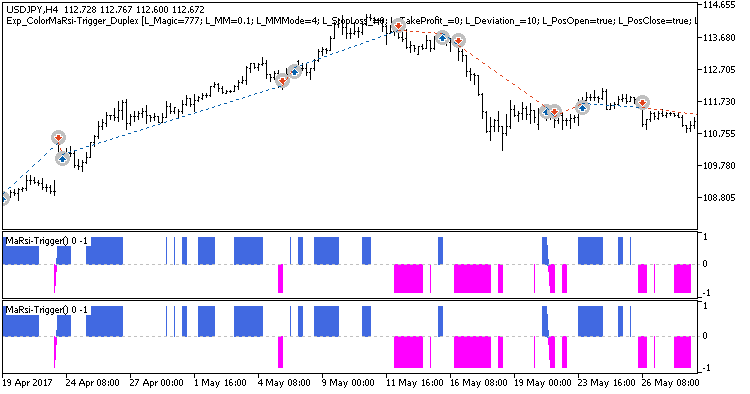 USDJPY,H4 112.728 112.767 112.600 112.672
Exp_ColorMaRsi-Trigger_Duplex [L_Magic=777; L_MM=0.1; L_MMMode=4; L_StopLoss_=0; L_TakeProfit_=0; L_Deviation_=10; L_PosOpen=true; L_PosClose=true; L
114.655
113.680
112.705
111.730
110.755
109.780
108.805
MaRsi-Trigger() 0 -1
1
0
-1
MaRsi-Trigger() 0 -1
1
0
-1
19 Apr 2017 24 Apr 08:00 27 Apr 00:00 1 May 16:00 4 May 08:00 9 May 00:00 11 May 16:00 16 May 08:00 19 May 00:00 23 May 16:00 26 May 08:00